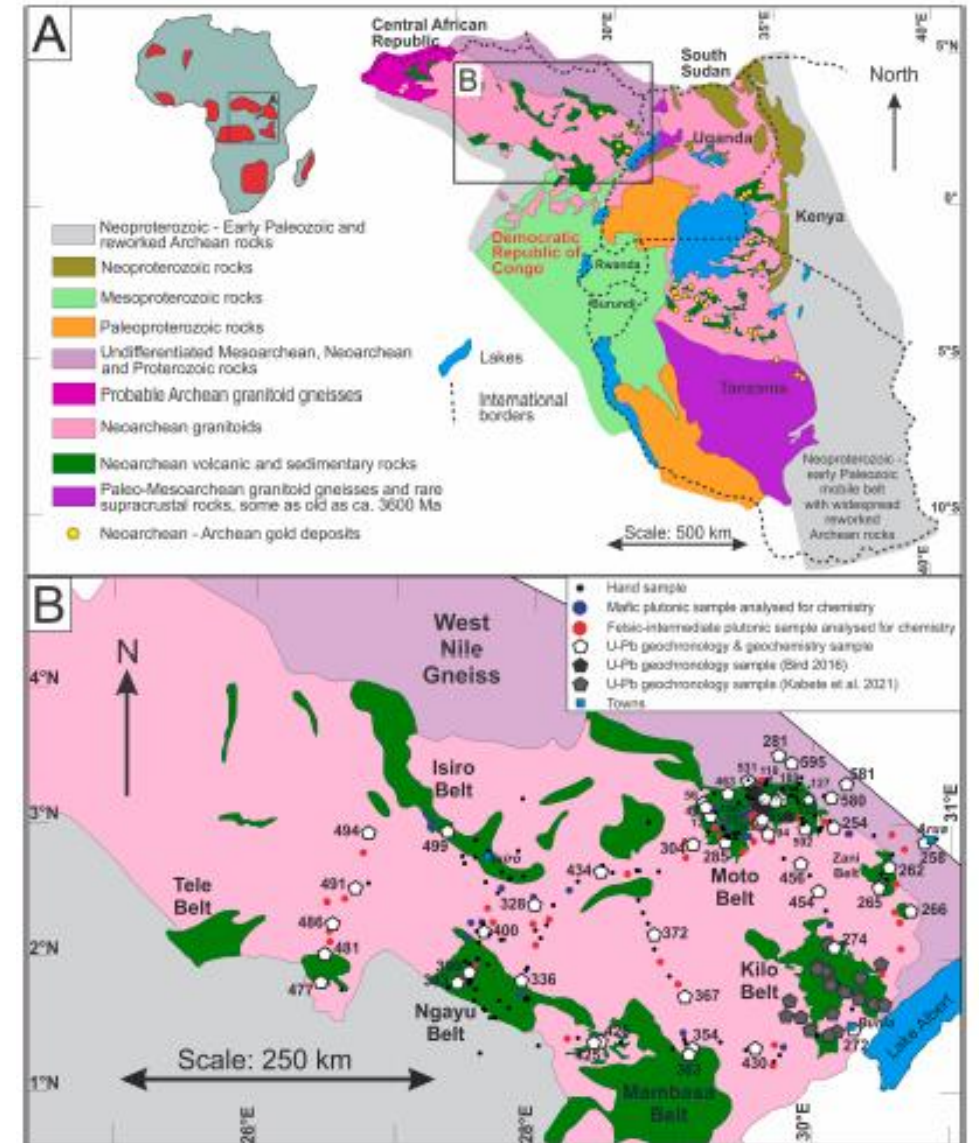 A
Central African
Republic
30°E
35°E
40°E
5°N
South
Sudan
North
B
A
Uganda
0°
Kenya
Democratic
Republic of
Congo
Rwanda
Burundi
5°S
Tanzania
10°S
40°E
Neoproterozoic - Early Paleozoic and
reworked Archean rocks
Neoproterozoic rocks
Mesoproterozoic rocks
Paleoproterozoic rocks
Undifferentiated Mesoarchean, Neoarchean
and Proterozoic rocks
Probable Archean granitoid gneisses
Neoarchean granitoids
Neoarchean volcanic and sedimentary rocks
Paleo-Mesoarchean granitoid gneisses and rare
supracrustal rocks, some as old as ca. 3600 Ma
Neoarchean - Archean gold deposits
Lakes
International
borders
Neoproterozoic -
early Paleozoic
mobile belt
with widespread
reworked
Archean rocks
Scale: 500 km
B
Hand sample
Mafic plutonic sample analysed for chemistry
Felsic-intermediate plutonic sample analysed for chemistry
U-Pb geochronology & geochemistry sample
U-Pb geochronology sample (Bird 2016)
U-Pb geochronology sample (Kabete et al. 2021)
Towns
West
Nile
Gneiss
N
4°N
3°N
2°N
1°N
26°E
28°E
30°E
31°E
Isiro
Belt
Isiro
Tele
Belt
Ngayu
Belt
Moto
Belt
Zani
Belt
Kilo
Belt
Mambasa
Belt
Arua
Bunia
Lake Albert
Scale: 250 km
281
595
581
531
118
463
127
580
254
592
258
304
285
456
454
262
265
266
274
272
494
499
491
486
481
477
434
328
400
336
372
367
354
363
430